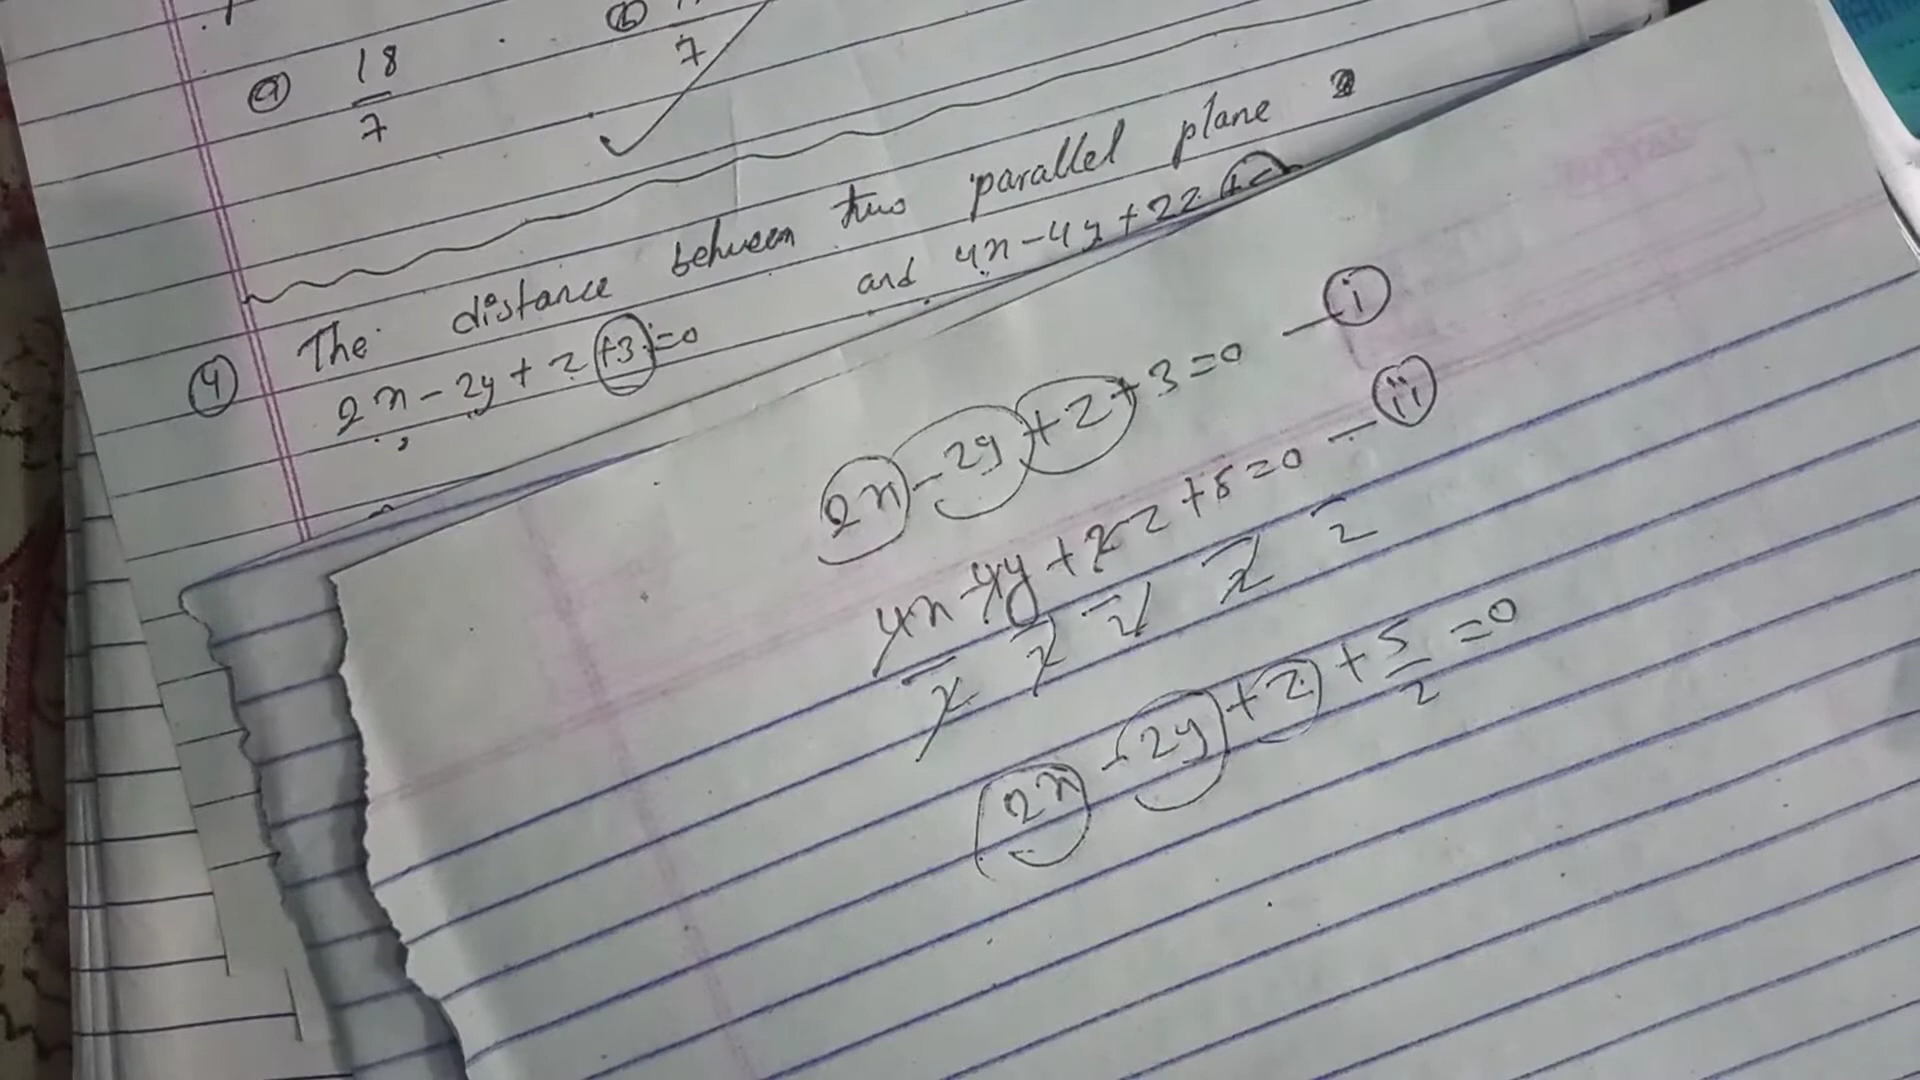 (a) 18/7 (b) 7
(4) The distance between two parallel plane
2x - 2y + z +3 = 0 and 4x - 4y + 2z +
2x - 2y + z + 3 = 0 — (i)
4x - 4y + 2z + 5 = 0 — (ii)
2 2 2 2 2
2x - 2y + z + 5/2 = 0